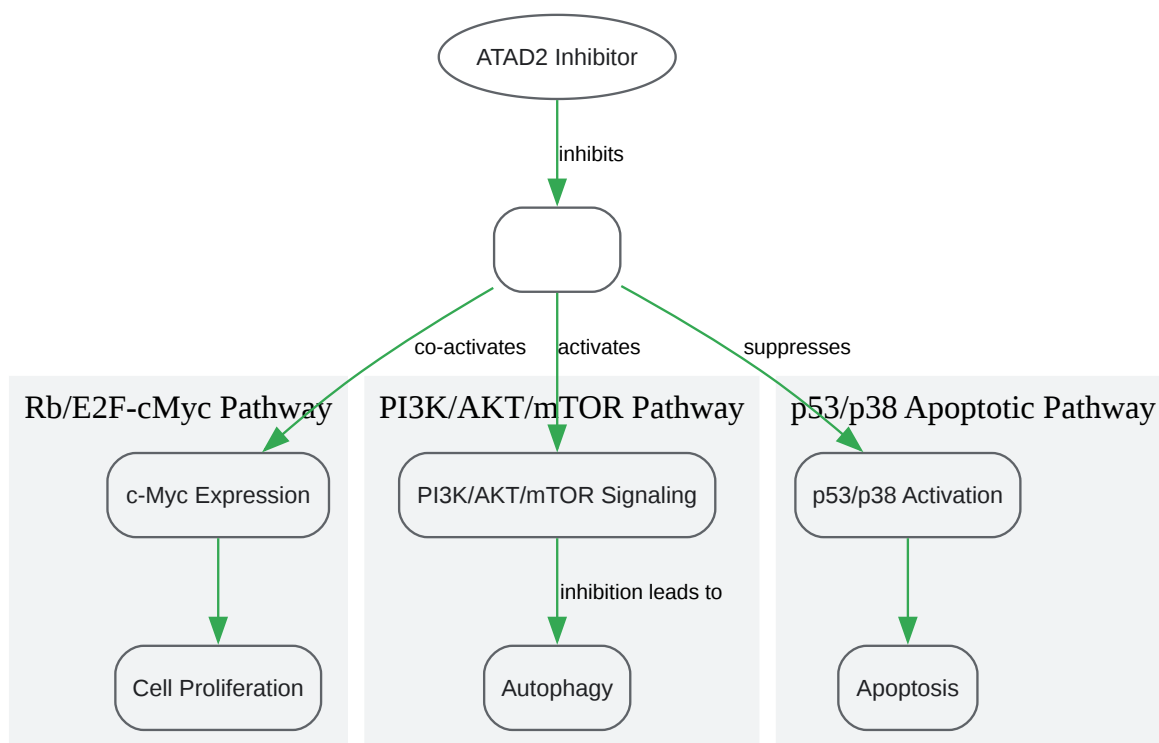 ATAD2 Inhibitor
inhibits
co-activates
activates
suppresses
Rb/E2F-cMyc Pathway
PI3K/AKT/mTOR Pathway
p53/p38 Apoptotic Pathway
c-Myc Expression
PI3K/AKT/mTOR Signaling
p53/p38 Activation
inhibition leads to
Cell Proliferation
Autophagy
Apoptosis